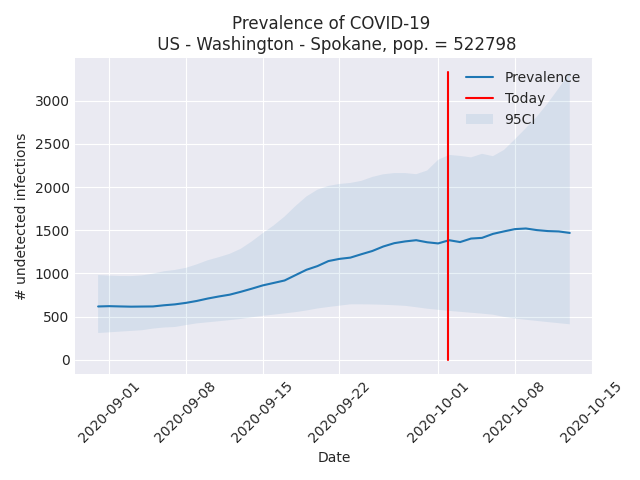 Prevalence of COVID-19
US - Washington - Spokane, pop. = 522798
Prevalence
Today
95CI
# undetected infections
3000
2500
2000
1500
1000
500
0
2020-09-01
2020-09-08
2020-09-15
2020-09-22
2020-10-01
2020-10-08
2020-10-15
Date